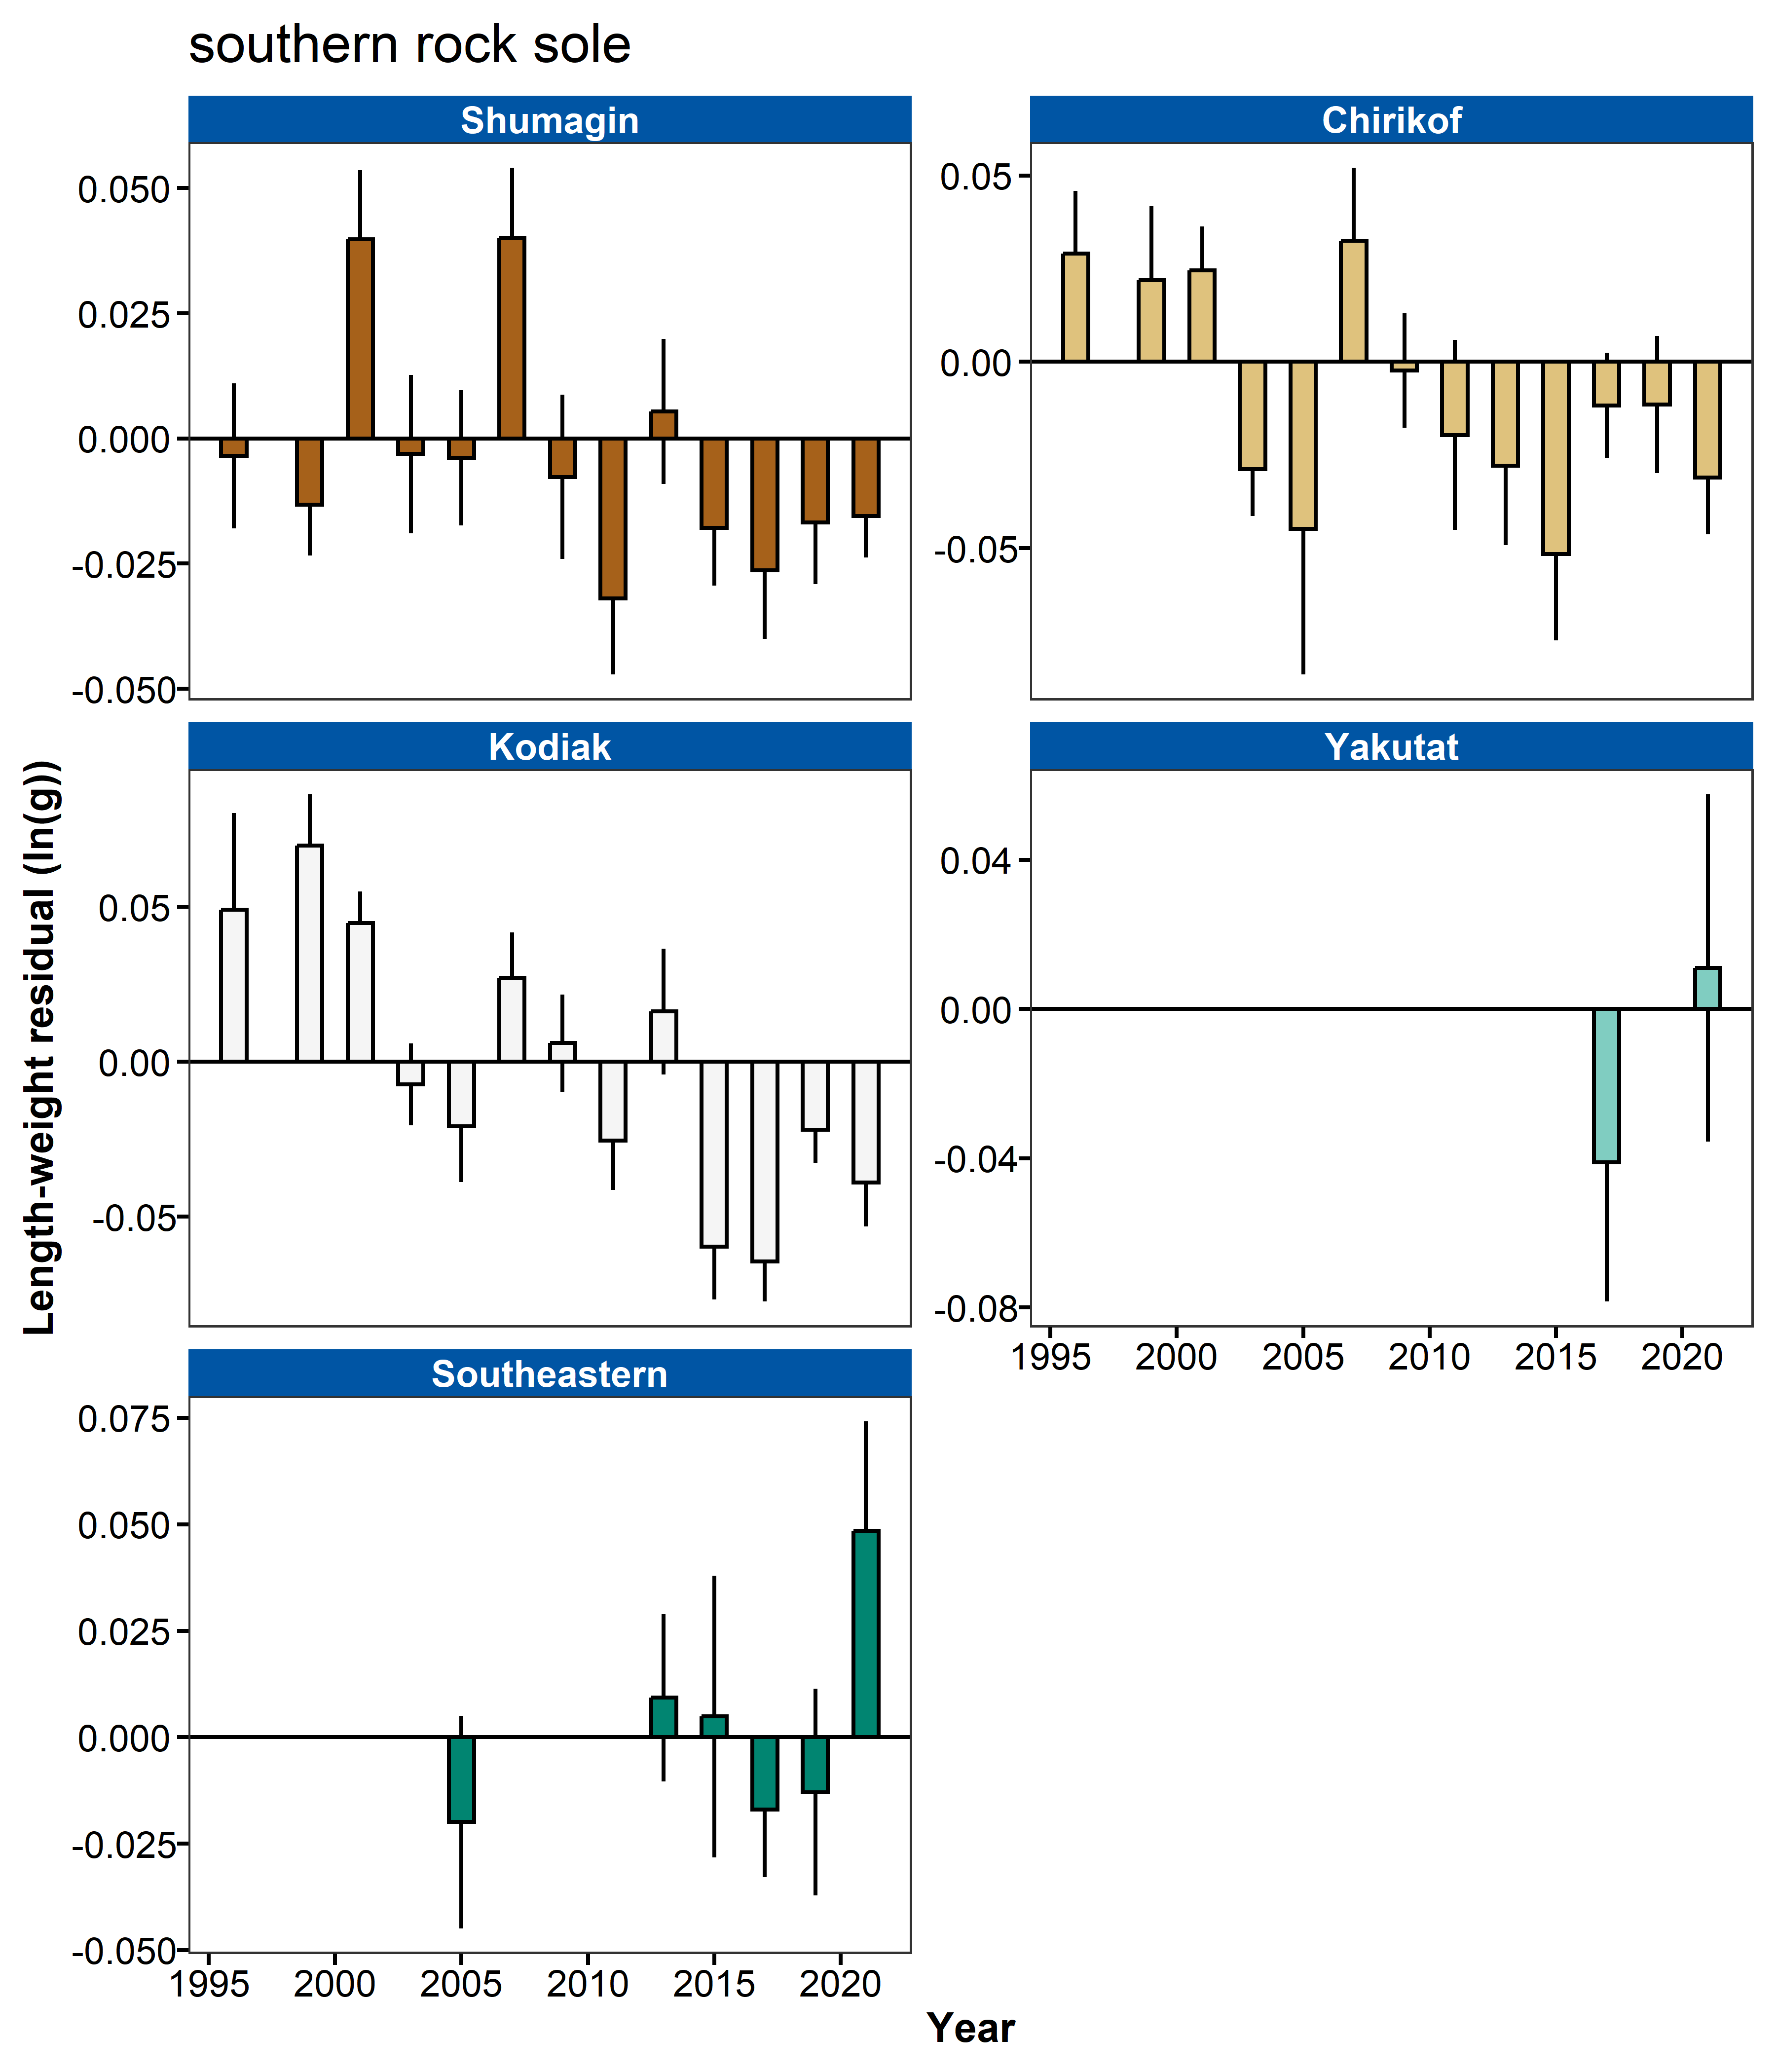 southern rock sole
Shumagin
Chirikof
0.050
0.025
0.000
-0.025
-0.050
0.05
0.00
-0.05
Kodiak
Yakutat
Length-weight residual (ln(g))
0.05
0.00
-0.05
0.04
0.00
-0.04
-0.08
1995 2000 2005 2010 2015 2020
Southeastern
0.075
0.050
0.025
0.000
-0.025
-0.050
1995 2000 2005 2010 2015 2020
Year